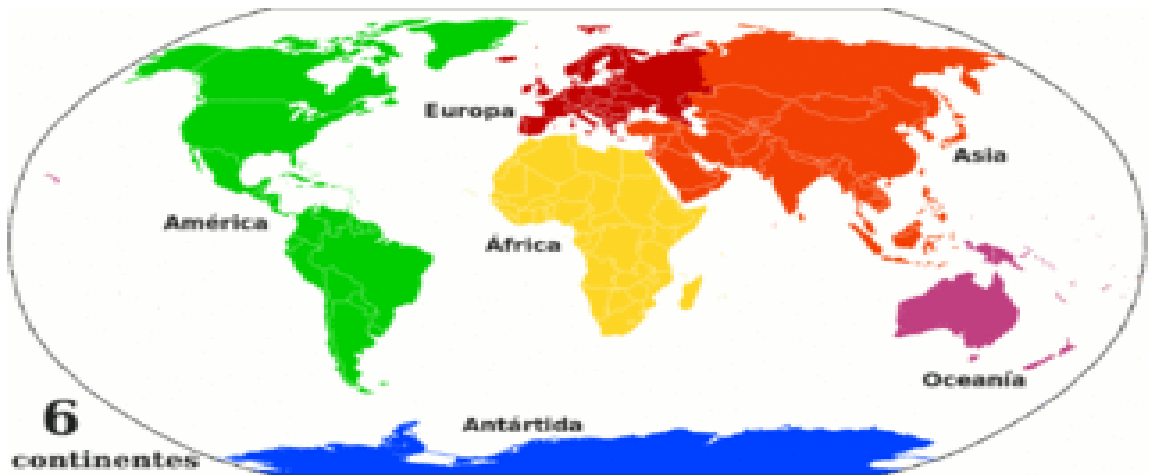 Europa
Asia
América
África
Oceanía
Antártida
6
continentes